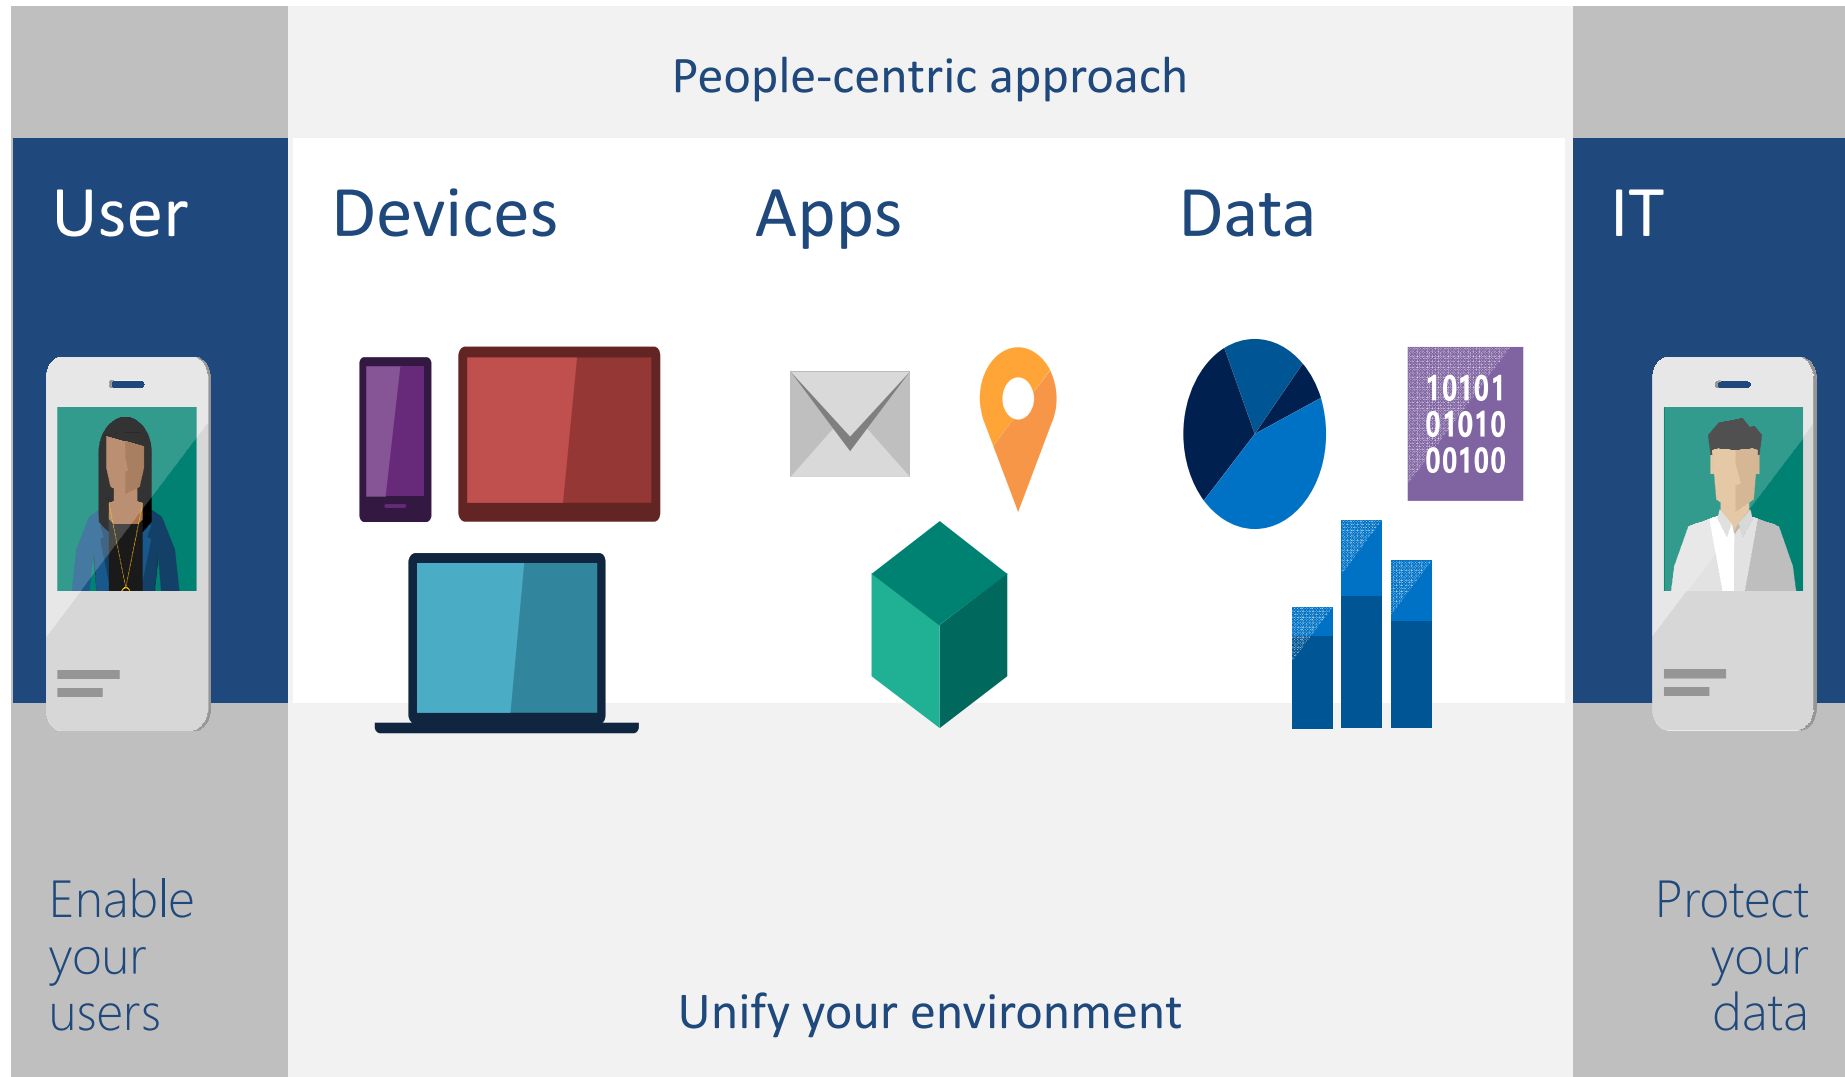 People-centric approach
User
Devices
Apps
Data
IT
10101
01010
00100
Enable
your
users
Unify your environment
Protect
your
data